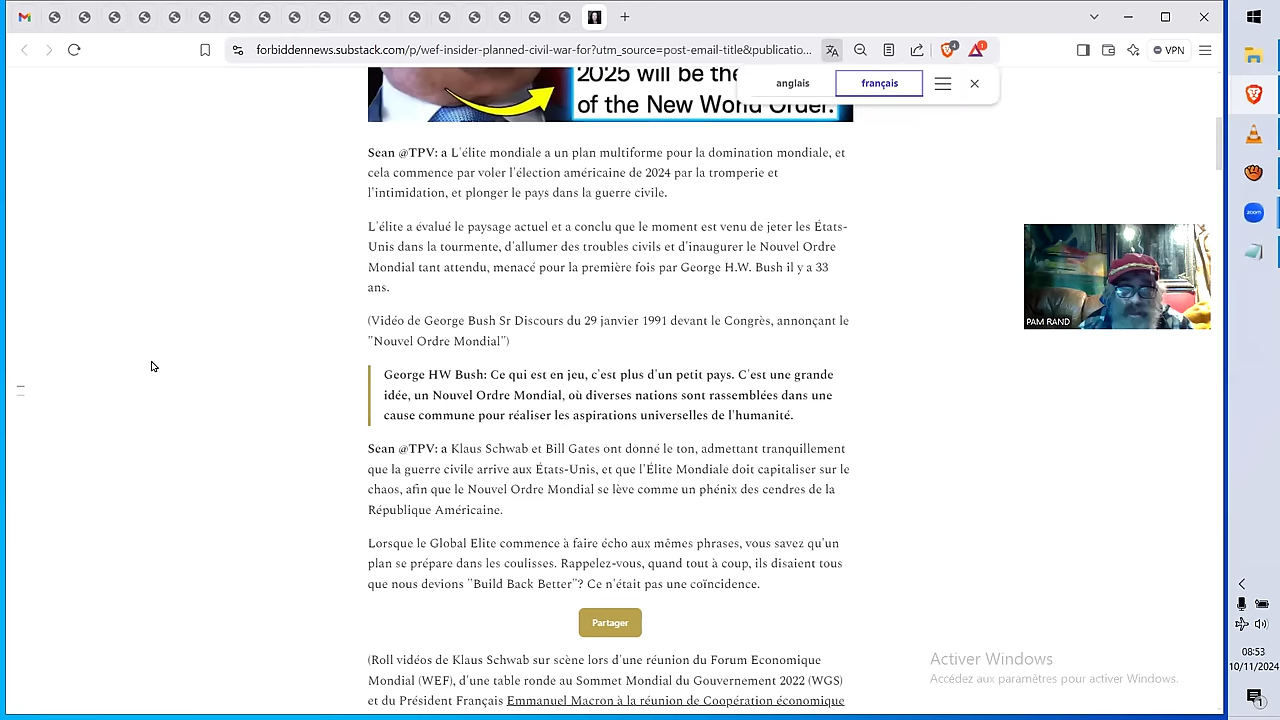 forbiddennews.substack.com/p/wef-insider-planned-civil-war-for?utm_source=post-email-title&publicatio...
4
1
VPN
anglais
français
2025 will be the
of the New World Order.
Sean @TPV: a L'élite mondiale a un plan multiforme pour la domination mondiale, et
cela commence par voler l'élection américaine de 2024 par la tromperie et
l'intimidation, et plonger le pays dans la guerre civile.
L'élite a évalué le paysage actuel et a conclu que le moment est venu de jeter les États-
Unis dans la tourmente, d'allumer des troubles civils et d'inaugurer le Nouvel Ordre
Mondial tant attendu, menacé pour la première fois par George H.W. Bush il y a 33
ans.
(Vidéo de George Bush Sr Discours du 29 janvier 1991 devant le Congrès, annonçant le
"Nouvel Ordre Mondial")
George HW Bush: Ce qui est en jeu, c'est plus d'un petit pays. C'est une grande
idée, un Nouvel Ordre Mondial, où diverses nations sont rassemblées dans une
cause commune pour réaliser les aspirations universelles de l'humanité.
Sean @TPV: a Klaus Schwab et Bill Gates ont donné le ton, admettant tranquillement
que la guerre civile arrive aux États-Unis, et que l'Élite Mondiale doit capitaliser sur le
chaos, afin que le Nouvel Ordre Mondial se lève comme un phénix des cendres de la
République Américaine.
Lorsque le Global Elite commence à faire écho aux mêmes phrases, vous savez qu'un
plan se prépare dans les coulisses. Rappelez-vous, quand tout à coup, ils disaient tous
que nous devions "Build Back Better"? Ce n'était pas une coïncidence.
Partager
(Roll vidéos de Klaus Schwab sur scène lors d'une réunion du Forum Economique
Mondial (WEF), d'une table ronde au Sommet Mondial du Gouvernement 2022 (WGS)
et du Président Français Emmanuel Macron à la réunion de Coopération économique
PAM RAND
zoom
Activer Windows
Accédez aux paramètres pour activer Windows.
08:53
10/11/2024